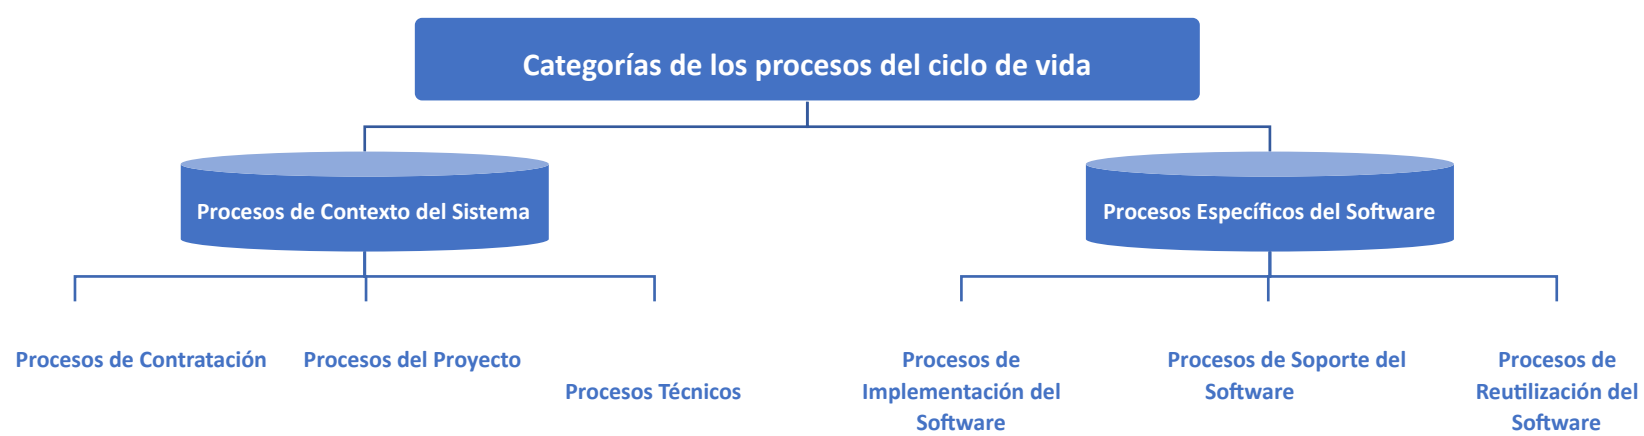 Categorías de los procesos del ciclo de vida
Procesos de Contexto del Sistema
Procesos Específicos del Software
Procesos de Contratación
Procesos del Proyecto
Procesos Técnicos
Procesos de
Implementación del
Software
Procesos de Soporte del
Software
Procesos de
Reutilización del
Software